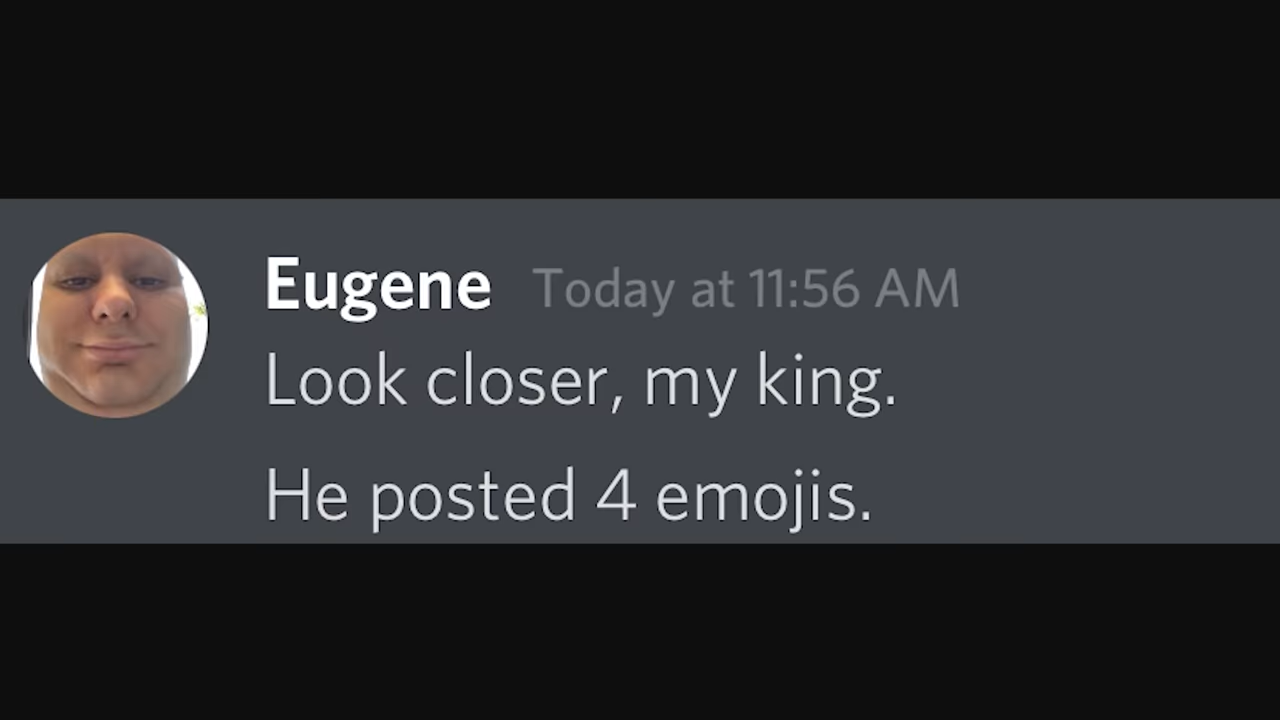 Eugene Today at 11:56 AM
Look closer, my king.
He posted 4 emojis.